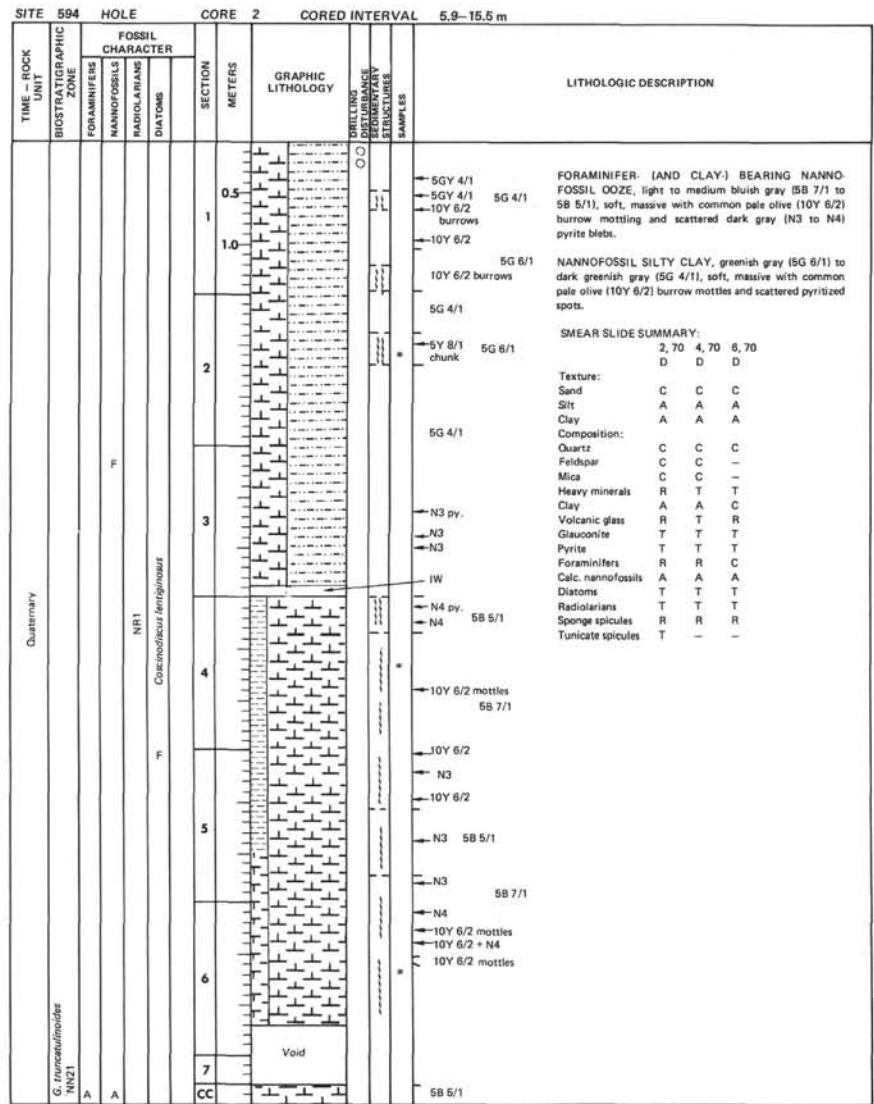 SITE 594 HOLE CORE 2 CORED INTERVAL 5.9–15.5 m
TIME – ROCK UNIT
BIOSTRATIGRAPHIC ZONE
FOSSIL CHARACTER
FORAMINIFERS
NANNOFOSSILS
RADIOLARIANS
DIATOMS
SECTION
METERS
GRAPHIC LITHOLOGY
DRILLING DISTURBANCE
SEDIMENTARY STRUCTURES
SAMPLES
LITHOLOGIC DESCRIPTION
Quaternary
G. truncatulinoides
NN21
A
A
F
NR1
Coscinodiscus lentiginosus
F
1
0.5
1.0
2
3
4
5
6
7
CC
Void
5GY 4/1
5GY 4/1 5G 4/1
10Y 6/2
burrows
10Y 6/2
5G 6/1
10Y 6/2 burrows
5G 4/1
5Y 8/1 5G 6/1
chunk
*
5G 4/1
N3 py.
N3
N3
IW
N4 py. 5B 5/1
N4
*
10Y 6/2 mottles
5B 7/1
10Y 6/2
N3
10Y 6/2
N3 5B 5/1
N3
5B 7/1
N4
10Y 6/2 mottles
10Y 6/2 + N4
10Y 6/2 mottles
*
5B 5/1
FORAMINIFER- (AND CLAY-) BEARING NANNO-
FOSSIL OOZE, light to medium bluish gray (5B 7/1 to
5B 5/1), soft, massive with common pale olive (10Y 6/2)
burrow mottling and scattered dark gray (N3 to N4)
pyrite blebs.
NANNOFOSSIL SILTY CLAY, greenish gray (5G 6/1) to
dark greenish gray (5G 4/1), soft, massive with common
pale olive (10Y 6/2) burrow mottles and scattered pyritized
spots.
SMEAR SLIDE SUMMARY:
2, 70 4, 70 6, 70
D D D
Texture:
Sand C C C
Silt A A A
Clay A A A
Composition:
Quartz C C C
Feldspar C C –
Mica C C –
Heavy minerals R T T
Clay A A C
Volcanic glass R T R
Glauconite T T T
Pyrite T T T
Foraminifers R R C
Calc. nannofossils A A A
Diatoms T T T
Radiolarians T T T
Sponge spicules R R R
Tunicate spicules T – –